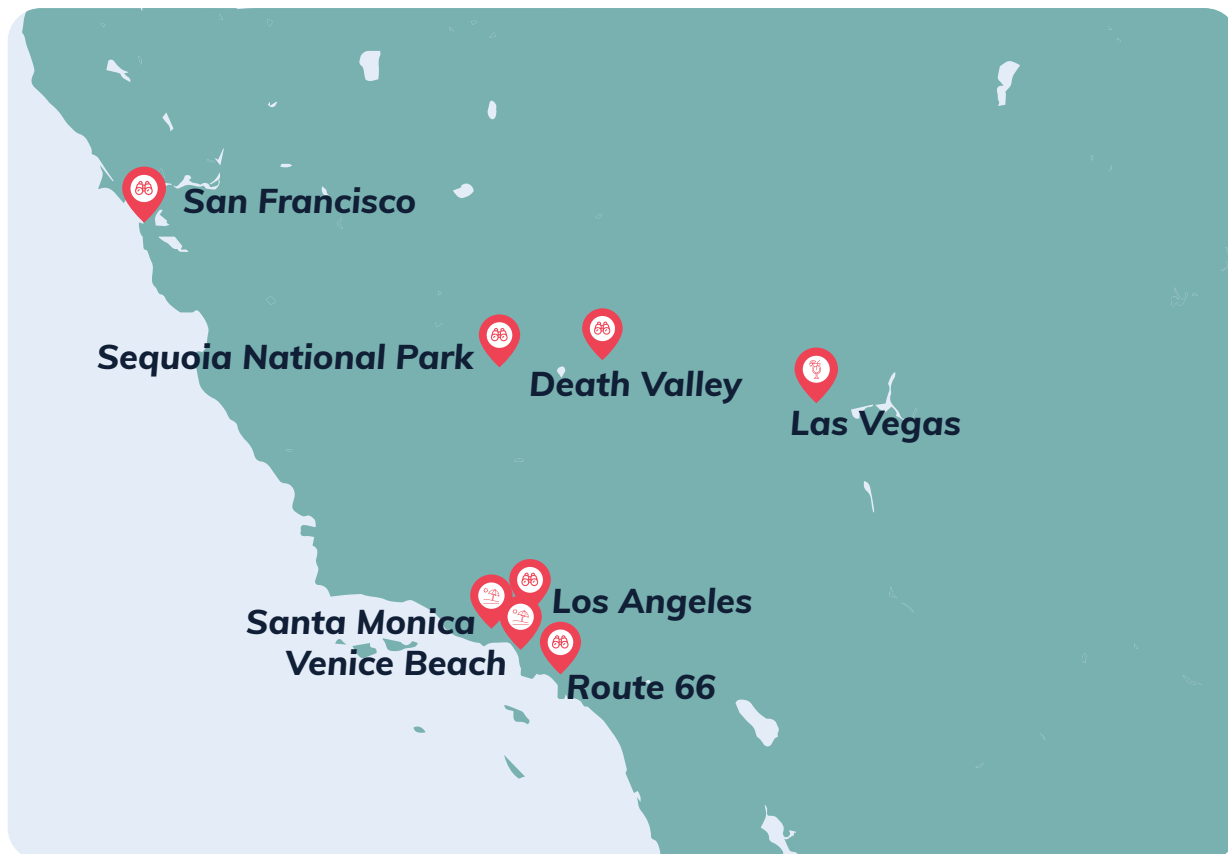 San Francisco
Sequoia National Park
Death Valley
Las Vegas
Los Angeles
Santa Monica
Venice Beach
Route 66